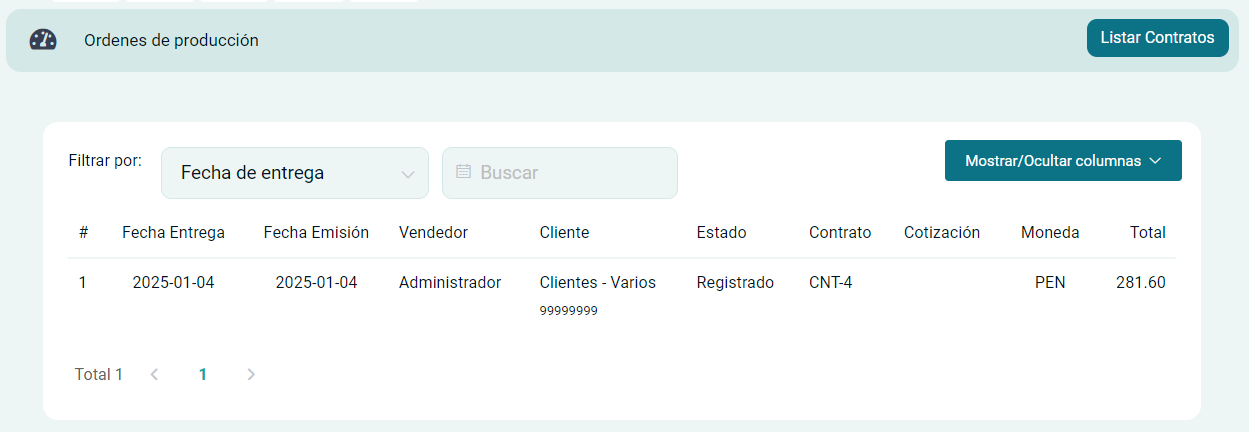 Ordenes de producción
Listar Contratos
Filtrar por:
Fecha de entrega
Buscar
Mostrar/Ocultar columnas
# Fecha Entrega Fecha Emisión Vendedor Cliente Estado Contrato Cotización Moneda Total
1 2025-01-04 2025-01-04 Administrador Clientes - Varios Registrado CNT-4 PEN 281.60
99999999
Total 1 1